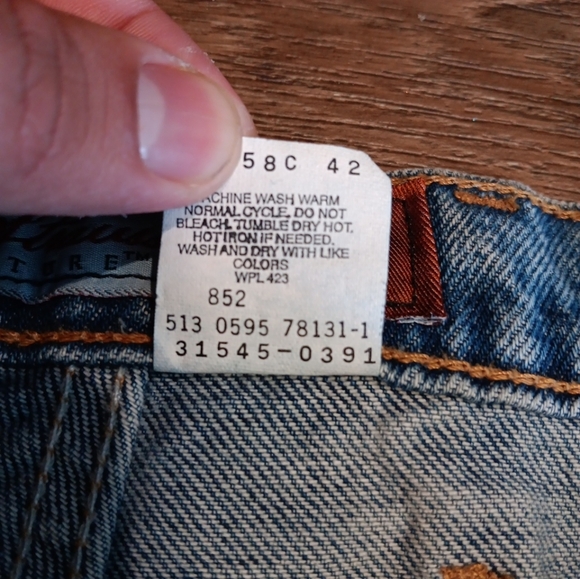 58C 42
MACHINE WASH WARM
NORMAL CYCLE, DO NOT
BLEACH. TUMBLE DRY HOT.
HOT IRON IF NEEDED.
WASH AND DRY WITH LIKE
COLORS
WPL 423
852
513 0595 78131-1
31545-0391
TURE™